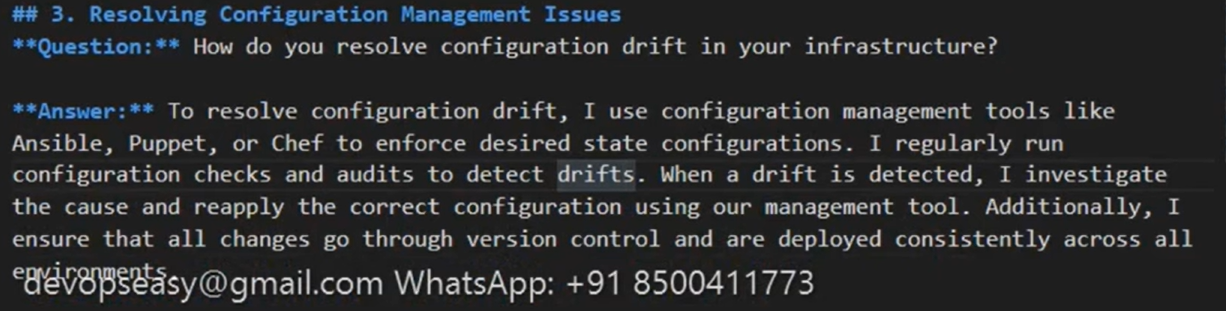 ## 3. Resolving Configuration Management Issues
**Question:** How do you resolve configuration drift in your infrastructure?
**Answer:** To resolve configuration drift, I use configuration management tools like
Ansible, Puppet, or Chef to enforce desired state configurations. I regularly run
configuration checks and audits to detect drifts. When a drift is detected, I investigate
the cause and reapply the correct configuration using our management tool. Additionally, I
ensure that all changes go through version control and are deployed consistently across all
environments.
devopseasy@gmail.com WhatsApp: +91 8500411773